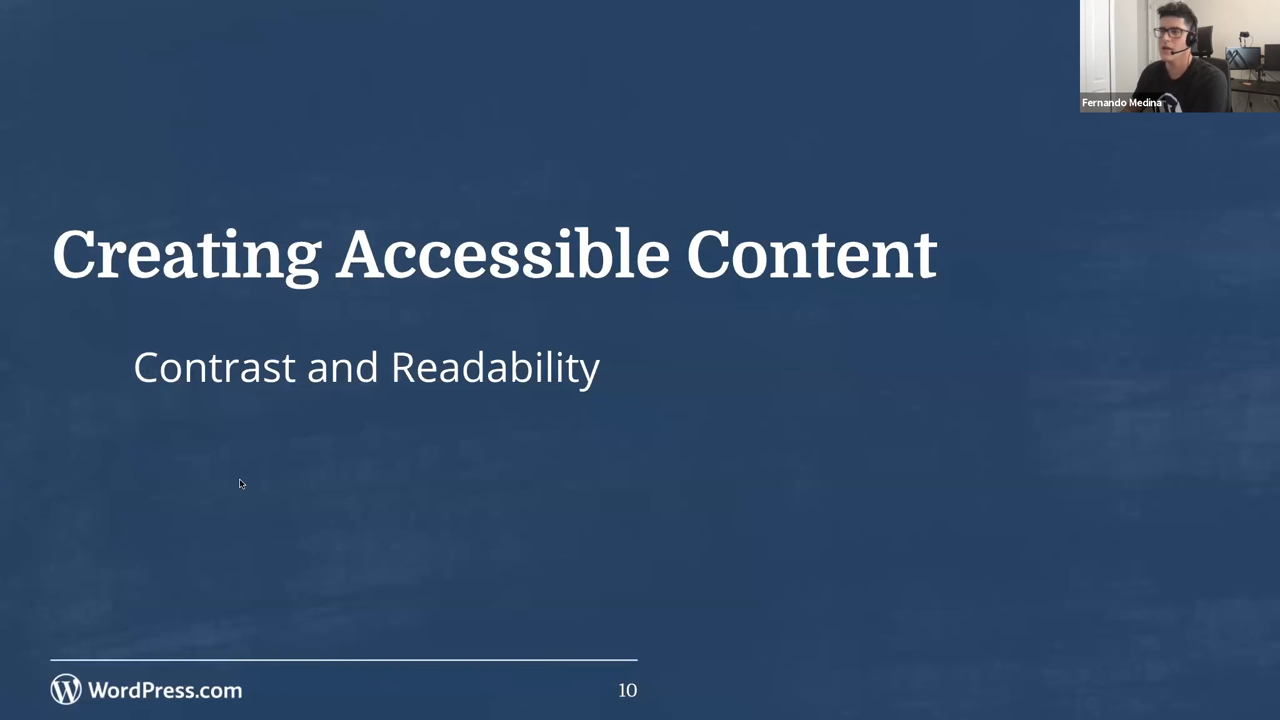 Fernando Medina
Creating Accessible Content
Contrast and Readability
WordPress.com
10